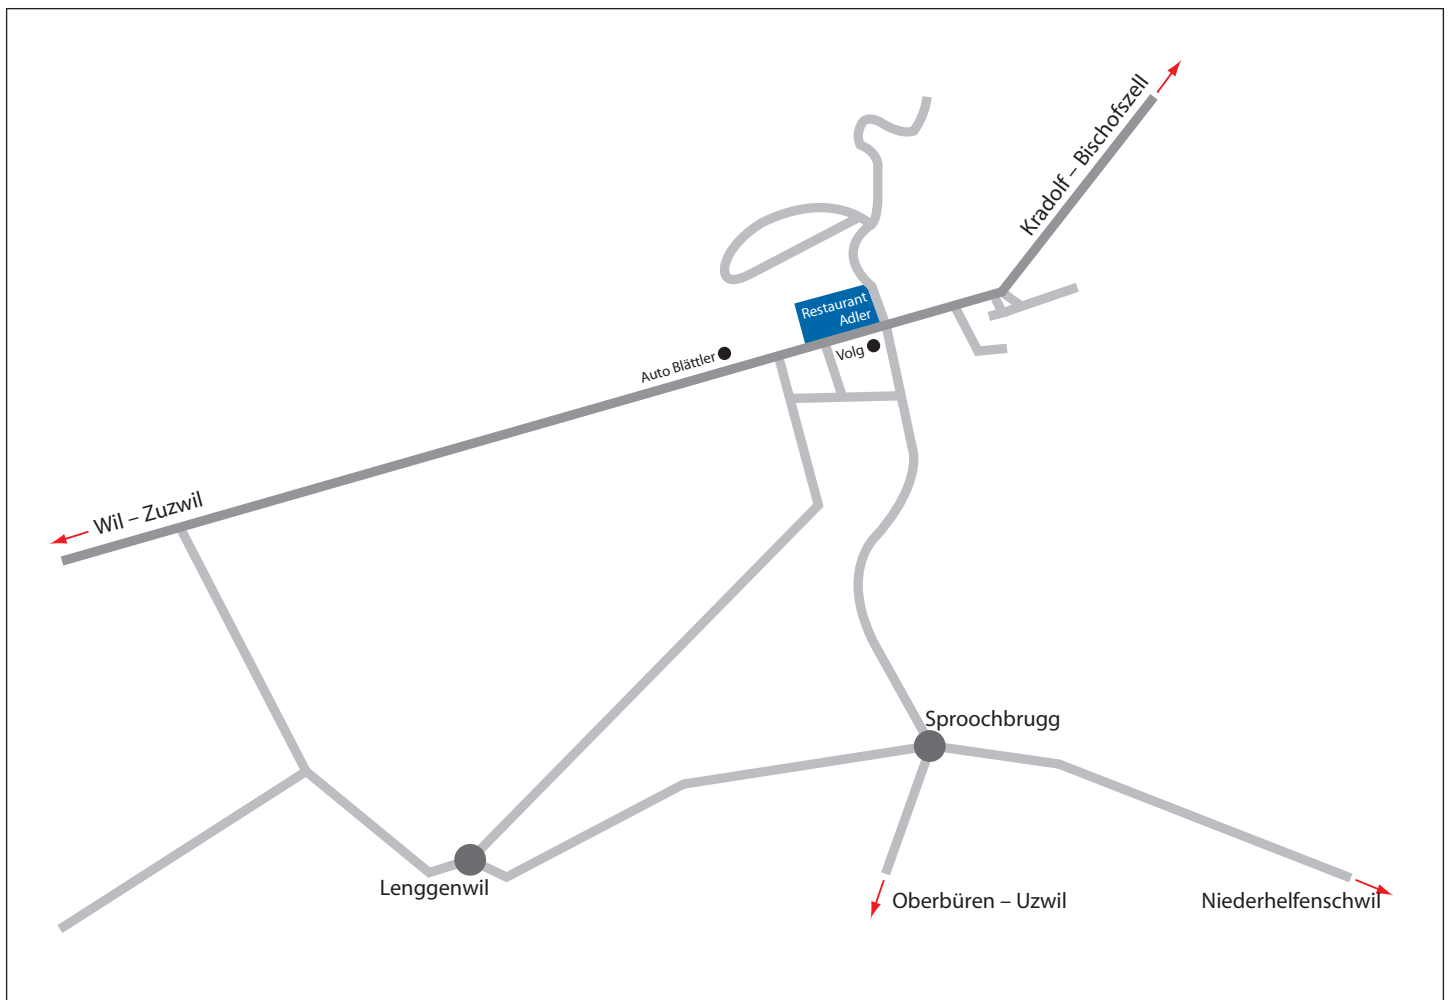 Kradolf – Bischofszell
Restaurant
Adler
Volg
Auto Blättler
Wil – Zuzwil
Sproochbrugg
Lenggenwil
Oberbüren – Uzwil
Niederhelfenschwil